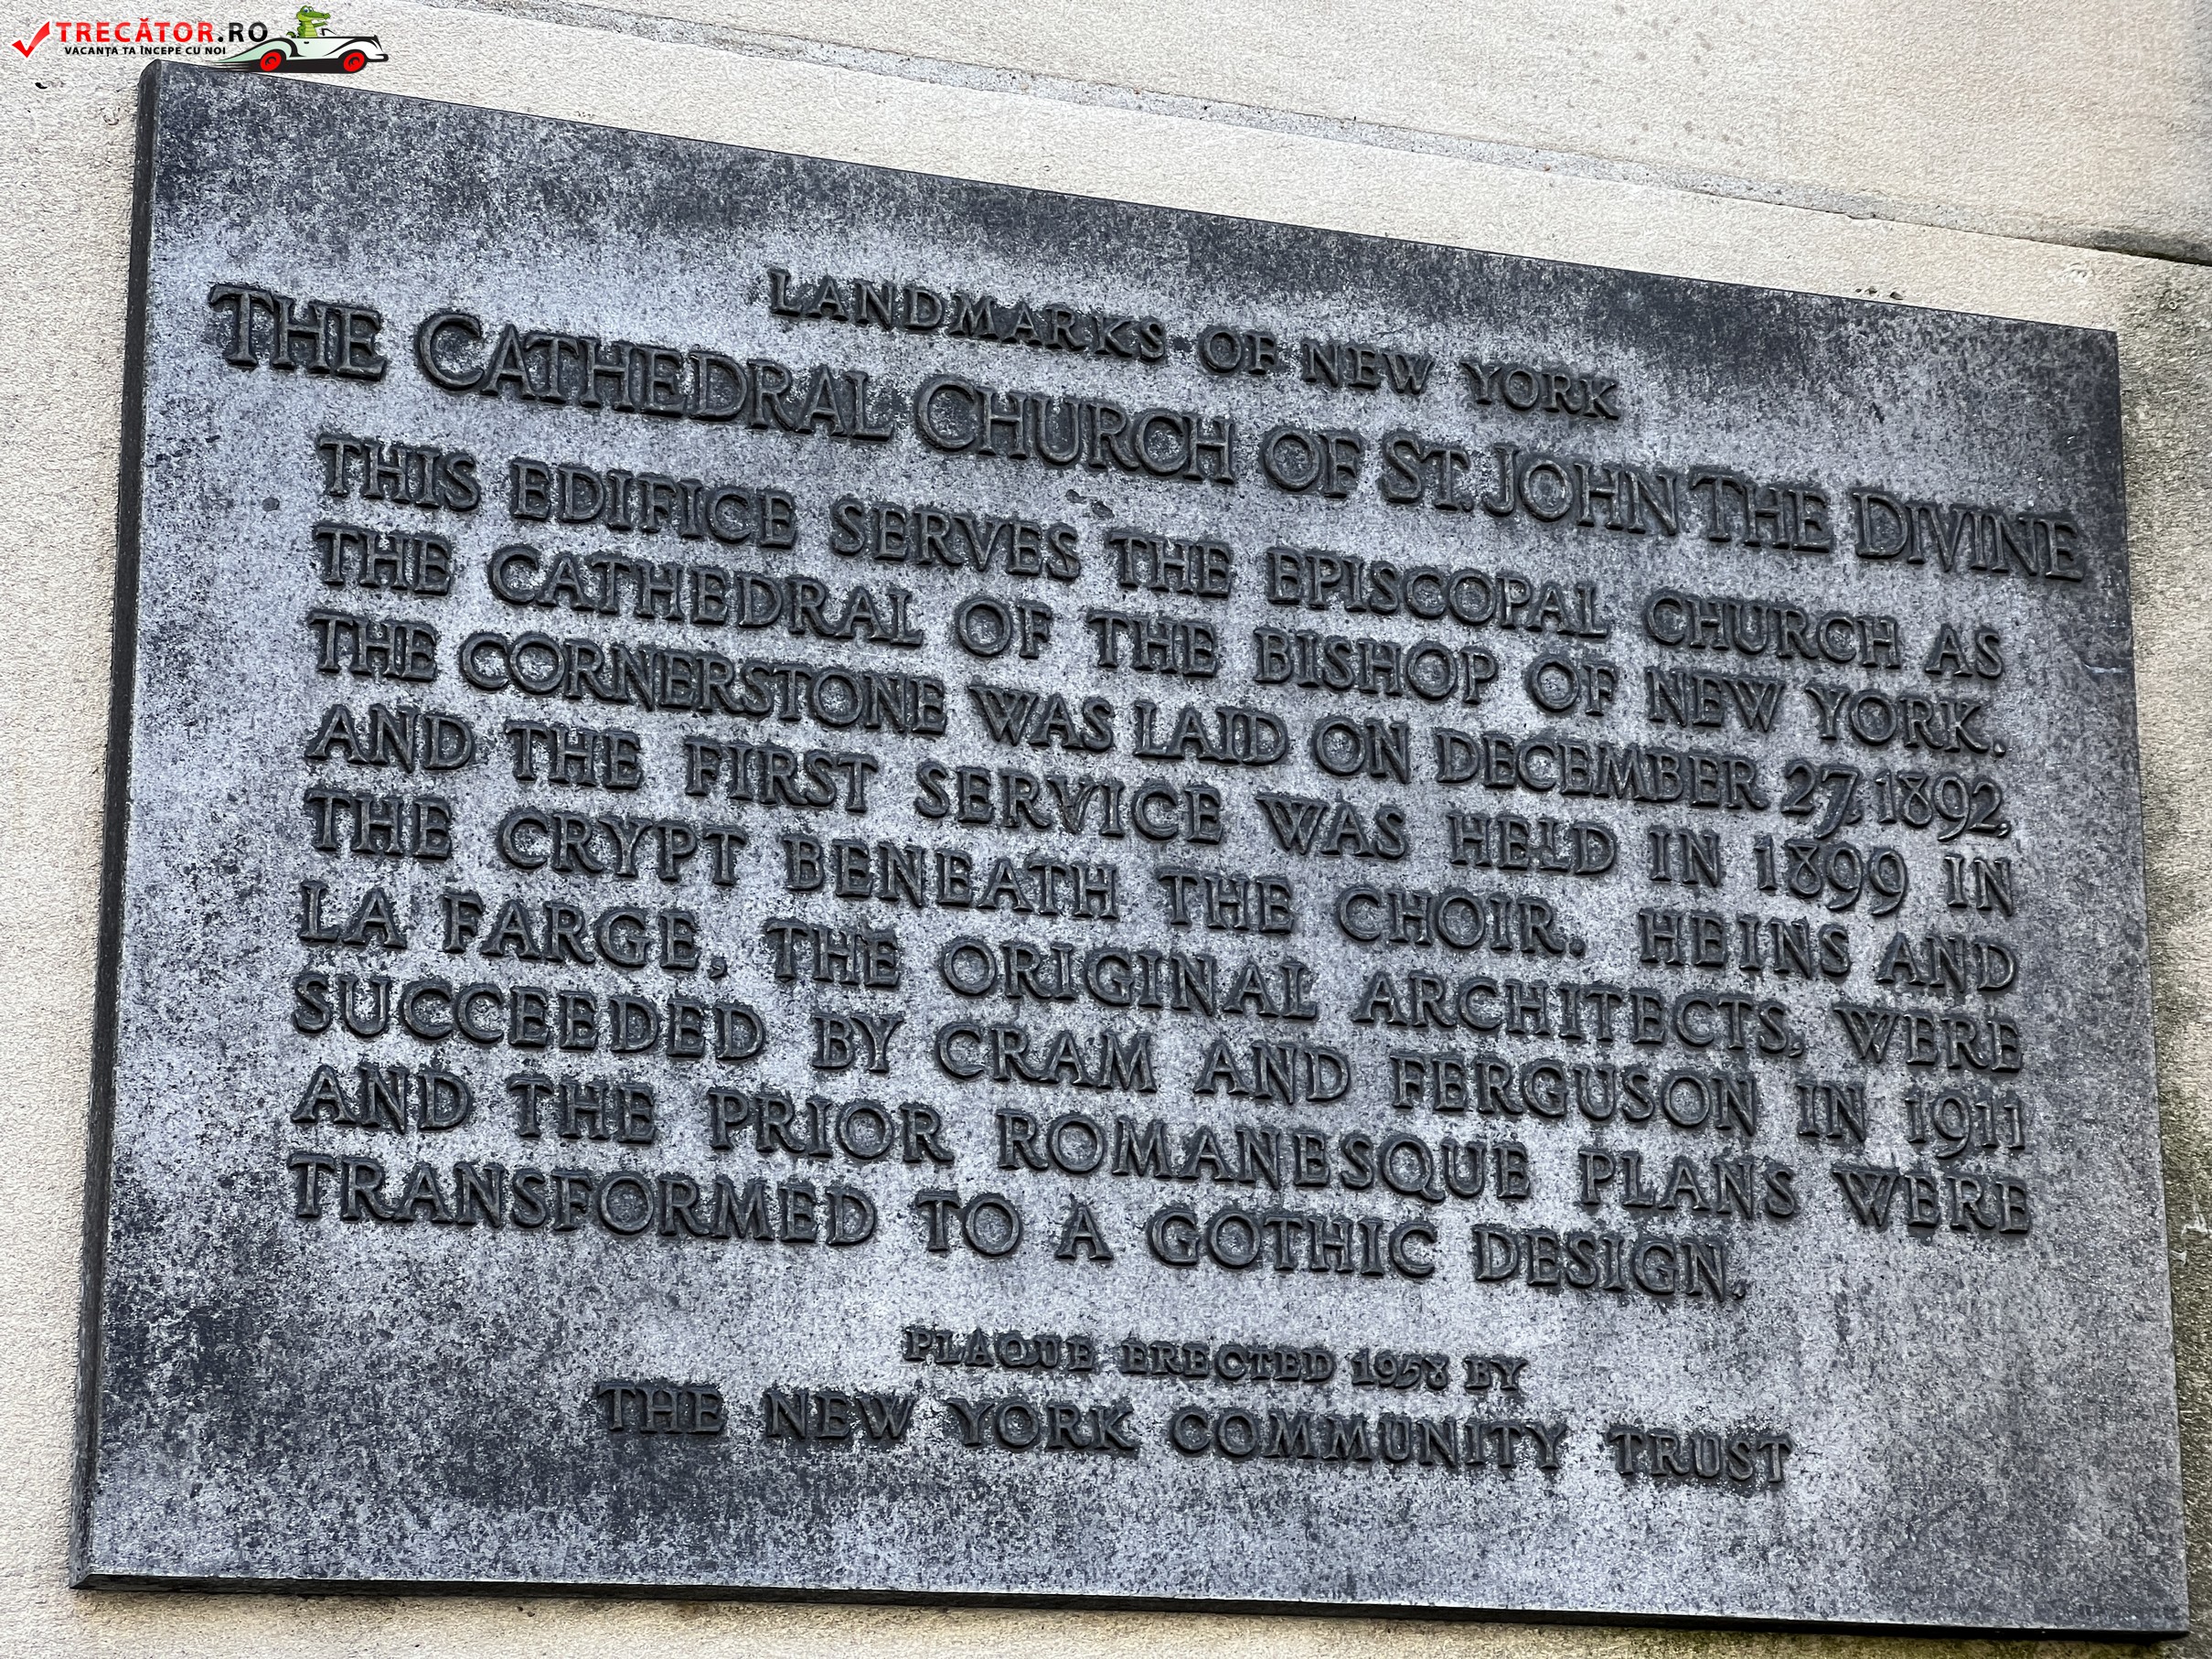 TRECĂTOR.RO
VACANȚA TA ÎNCEPE CU NOI
LANDMARKS OF NEW YORK
THE CATHEDRAL CHURCH OF ST. JOHN THE DIVINE
THIS EDIFICE SERVES THE EPISCOPAL CHURCH AS
THE CATHEDRAL OF THE BISHOP OF NEW YORK.
THE CORNERSTONE WAS LAID ON DECEMBER 27, 1892,
AND THE FIRST SERVICE WAS HELD IN 1899 IN
THE CRYPT BENEATH THE CHOIR. HEINS AND
LA FARGE, THE ORIGINAL ARCHITECTS, WERE
SUCCEEDED BY CRAM AND FERGUSON IN 1911
AND THE PRIOR ROMANESQUE PLANS WERE
TRANSFORMED TO A GOTHIC DESIGN.
PLAQUE ERECTED 1958 BY
THE NEW YORK COMMUNITY TRUST